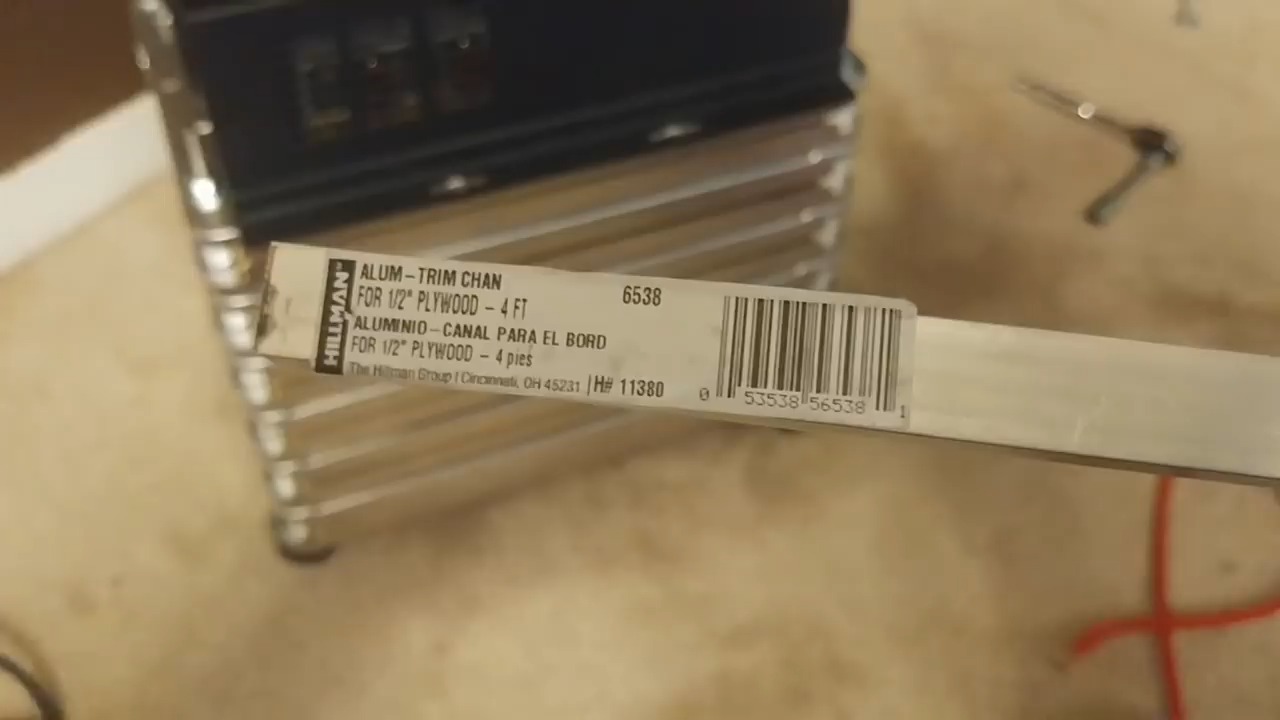 HILLMAN™
ALUM-TRIM CHAN
FOR 1/2" PLYWOOD - 4 FT
6538
ALUMINIO-CANAL PARA EL BORD
FOR 1/2" PLYWOOD - 4 pies
The Hillman Group | Cincinnati, OH 45231 | H# 11380
0 53538 56538 1